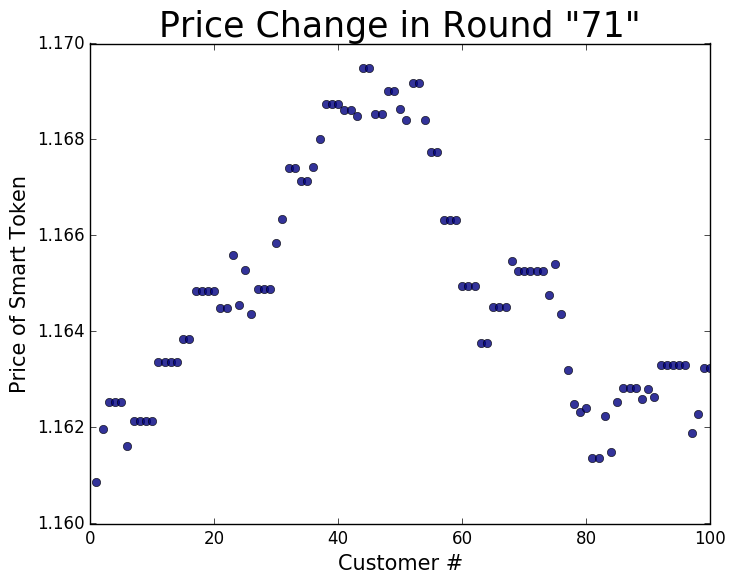 Price Change in Round "71"
1.170
1.168
1.166
1.164
1.162
1.160
Price of Smart Token
0 20 40 60 80 100
Customer #